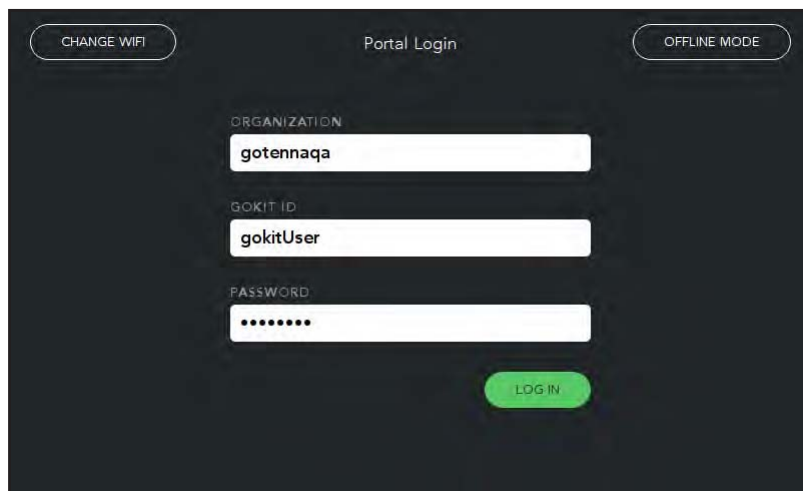 CHANGE WIFI
Portal Login
OFFLINE MODE
ORGANIZATION
gotennaqa
GOKIT ID
gokitUser
PASSWORD
••••••••
LOG IN